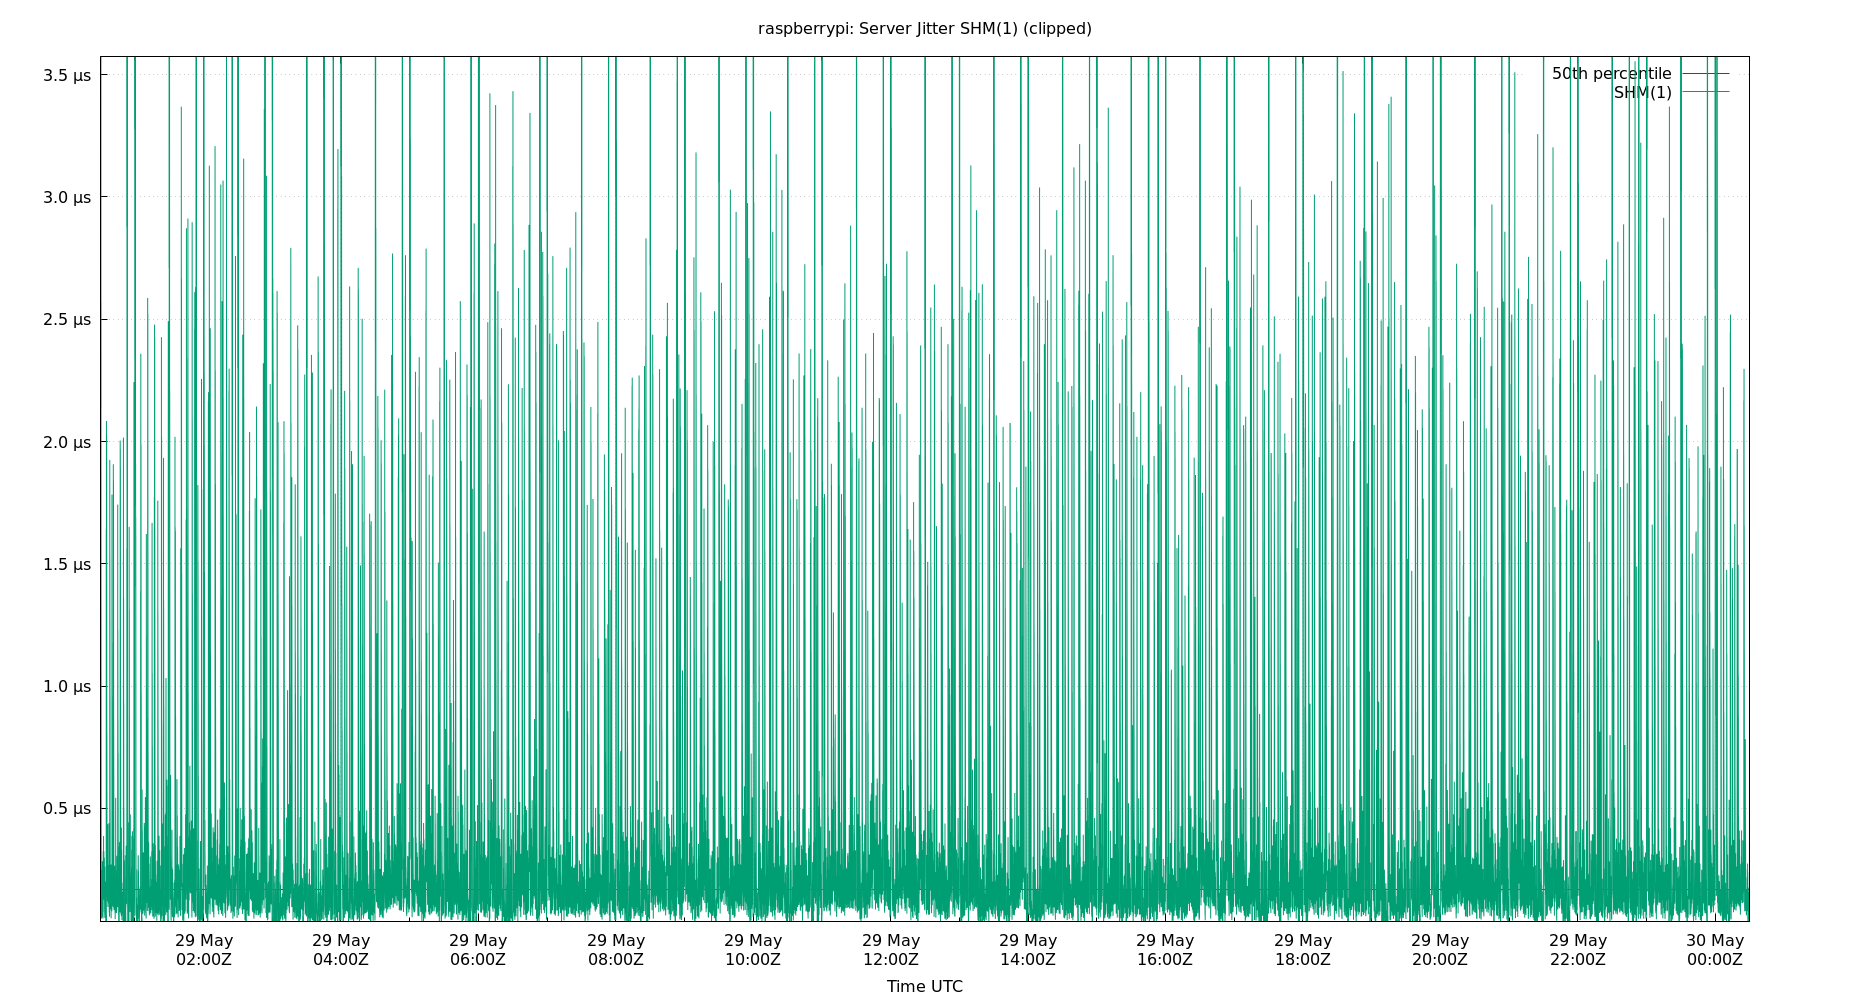 raspberrypi: Server Jitter SHM(1) (clipped)
3.5 µs
3.0 µs
2.5 µs
2.0 µs
1.5 µs
1.0 µs
0.5 µs
50th percentile
SHM(1)
29 May 29 May 29 May 29 May 29 May 29 May 29 May 29 May 29 May 29 May 29 May 30 May
02:00Z 04:00Z 06:00Z 08:00Z 10:00Z 12:00Z 14:00Z 16:00Z 18:00Z 20:00Z 22:00Z 00:00Z
Time UTC